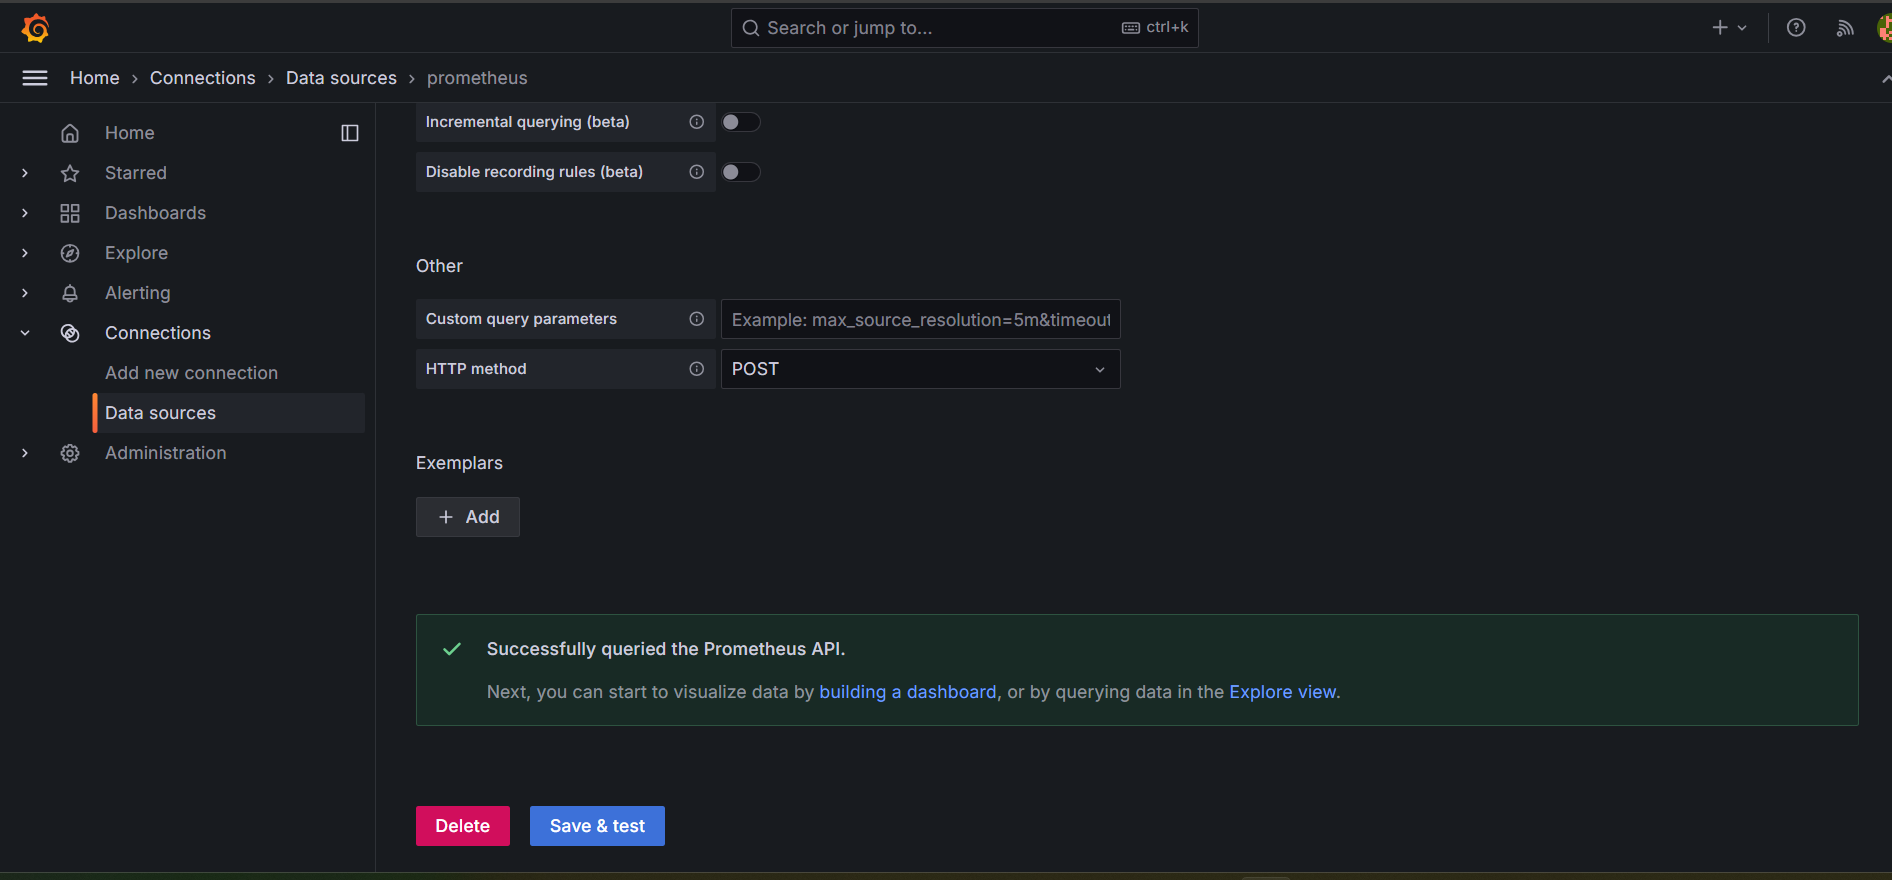 Search or jump to...
ctrl+k
Home › Connections › Data sources › prometheus
Home
Starred
Dashboards
Explore
Alerting
Connections
Add new connection
Data sources
Administration
Incremental querying (beta)
Disable recording rules (beta)
Other
Custom query parameters
Example: max_source_resolution=5m&timeout
HTTP method
POST
Exemplars
+ Add
Successfully queried the Prometheus API.
Next, you can start to visualize data by building a dashboard, or by querying data in the Explore view.
Delete
Save & test